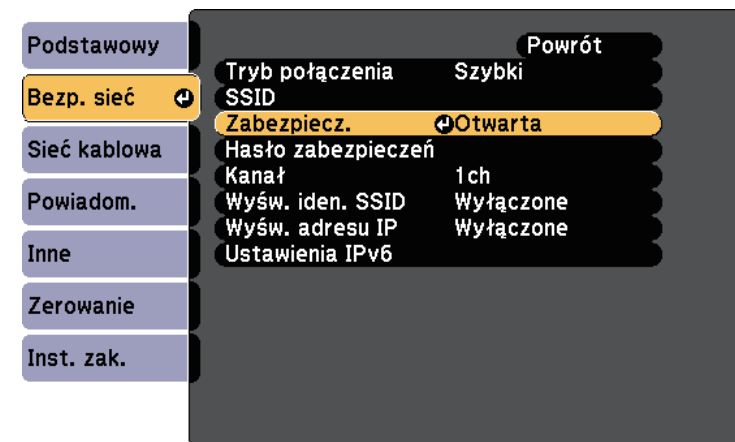 Podstawowy
Bezp. sieć
Sieć kablowa
Powiadom.
Inne
Zerowanie
Inst. zak.
Powrót
Tryb połączenia Szybki
SSID
Zabezpiecz. Otwarta
Hasło zabezpieczeń
Kanał 1ch
Wyśw. iden. SSID Wyłączone
Wyśw. adresu IP Wyłączone
Ustawienia IPv6